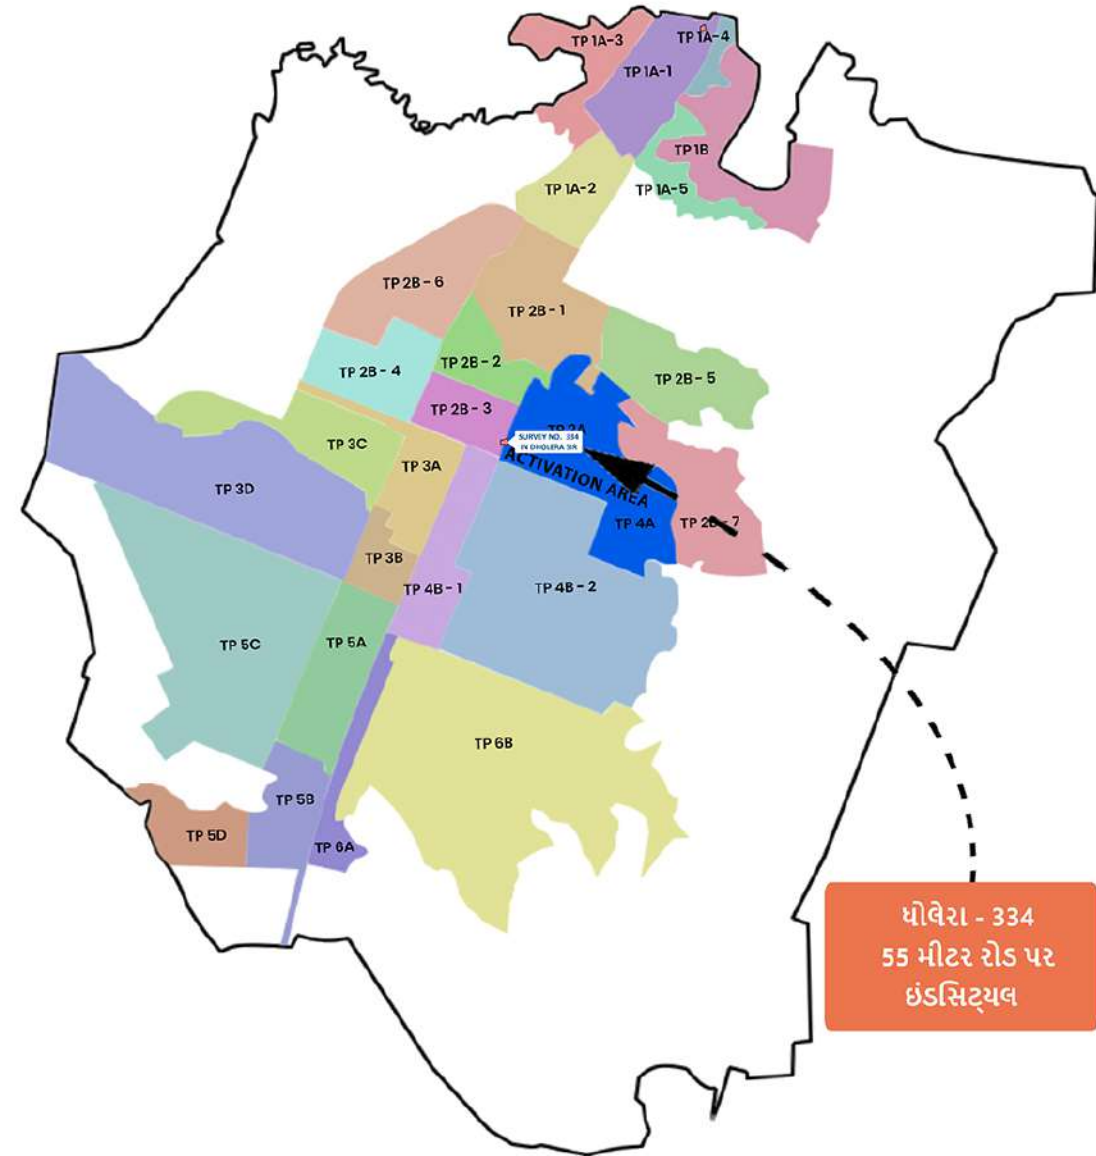 TP 1A-3
TP 1A-4
TP 1A-1
TP 1B
TP 1A-2
TP 1A-5
TP 2B - 6
TP 2B - 1
TP 2B - 2
TP 2B - 4
TP 2B - 5
TP 2B - 3
TP 2A
SURVEY NO. 334
IN DHOLERA SIR
ACTIVATION AREA
TP 3C
TP 3A
TP 3D
TP 4A
TP 2B - 7
TP 3B
TP 4B - 1
TP 4B - 2
TP 5C
TP 5A
TP 6B
TP 5B
TP 5D
TP 6A
ધોલેરા - 334
55 મીટર રોડ પર
ઇંડસિટ્રયલ